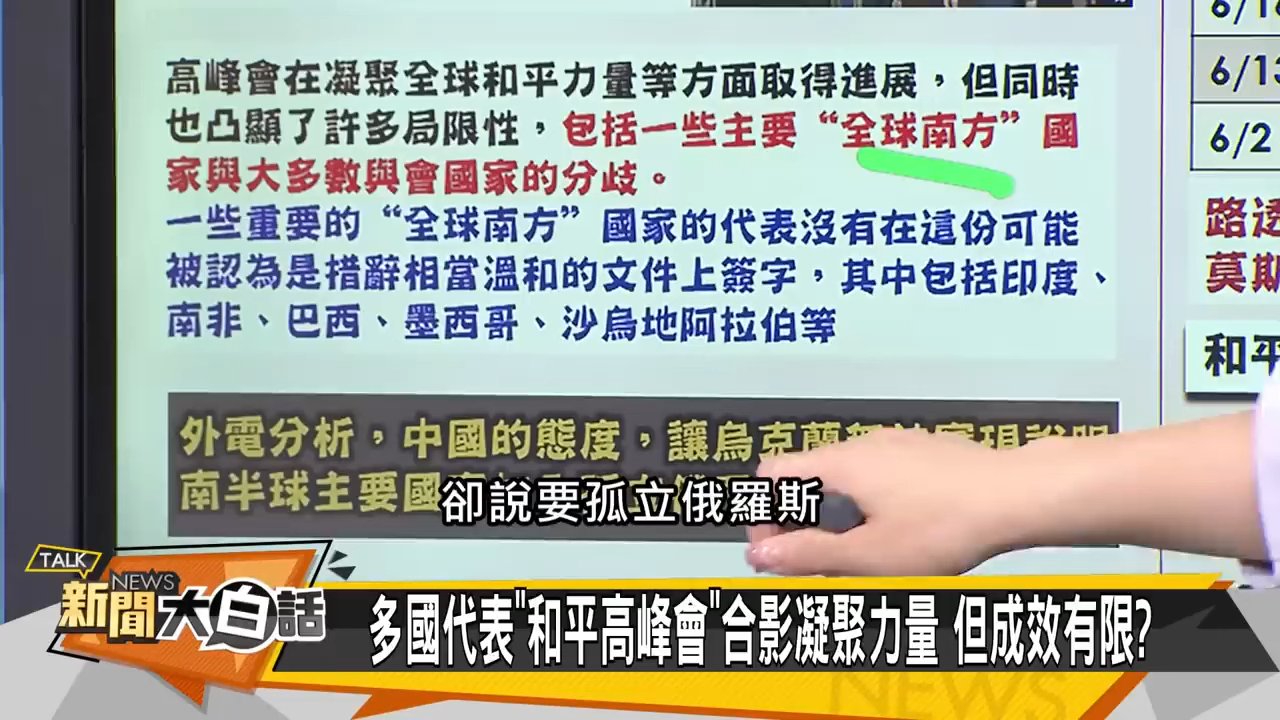 高峰會在凝聚全球和平力量等方面取得進展，但同時
也凸顯了許多局限性，包括一些主要“全球南方”國
家與大多數與會國家的分歧。
一些重要的“全球南方”國家的代表沒有在這份可能
被認為是措辭相當溫和的文件上簽字，其中包括印度、
南非、巴西、墨西哥、沙烏地阿拉伯等
外電分析，中國的態度，讓烏克蘭
南半球主要國
卻說要孤立俄羅斯
6/13
6/2
路透
莫斯
和平
TALK
NEWS
新聞大白話
多國代表"和平高峰會"合影凝聚力量 但成效有限?
NEWS